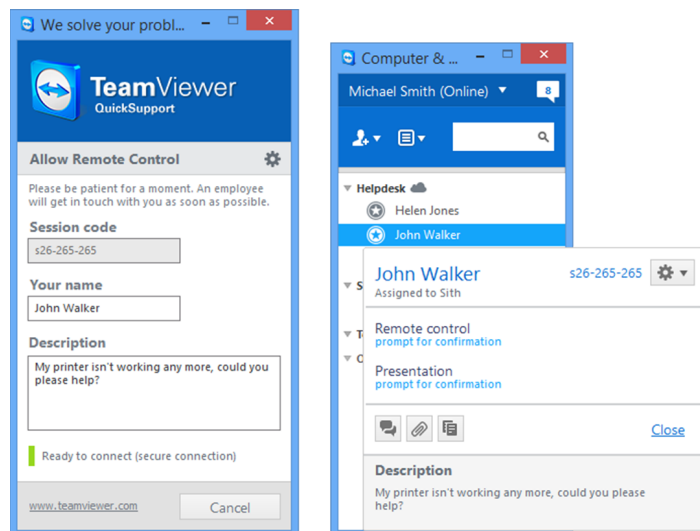 We solve your probl...
TeamViewer
QuickSupport
Allow Remote Control
Please be patient for a moment. An employee
will get in touch with you as soon as possible.
Session code
s26-265-265
Your name
John Walker
Description
My printer isn't working any more, could you
please help?
Ready to connect (secure connection)
www.teamviewer.com
Cancel
Computer & ...
Michael Smith (Online)
8
Helpdesk
Helen Jones
John Walker
S
T
O
John Walker
s26-265-265
Assigned to Sith
Remote control
prompt for confirmation
Presentation
prompt for confirmation
Close
Description
My printer isn't working any more, could you please
help?